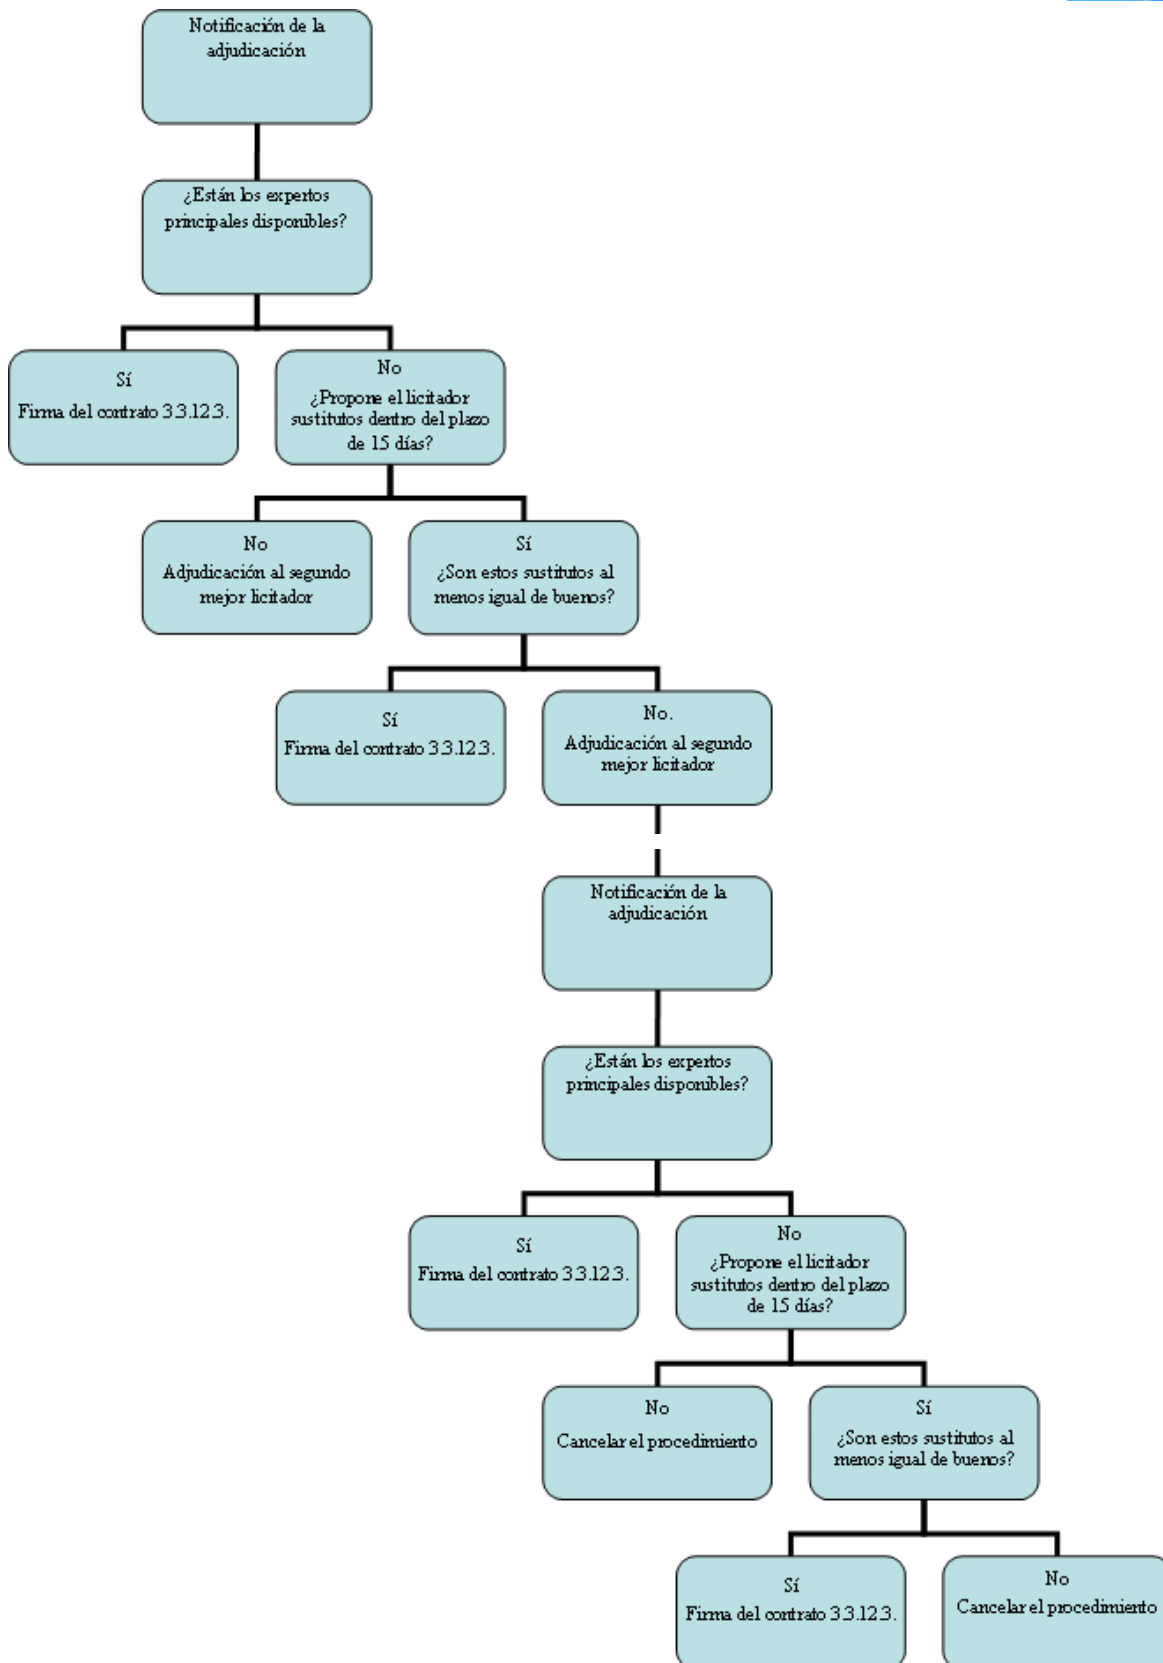 Notificación de la
adjudicación
¿Están los expertos
principales disponibles?
Sí
Firma del contrato 3.3.12.3.
No
¿Propone el licitador
sustitutos dentro del plazo
de 15 días?
No
Adjudicación al segundo
mejor licitador
Sí
¿Son estos sustitutos al
menos igual de buenos?
Sí
Firma del contrato 3.3.12.3.
No.
Adjudicación al segundo
mejor licitador
Notificación de la
adjudicación
¿Están los expertos
principales disponibles?
Sí
Firma del contrato 3.3.12.3.
No
¿Propone el licitador
sustitutos dentro del plazo
de 15 días?
No
Cancelar el procedimiento
Sí
¿Son estos sustitutos al
menos igual de buenos?
Sí
Firma del contrato 3.3.12.3.
No
Cancelar el procedimiento